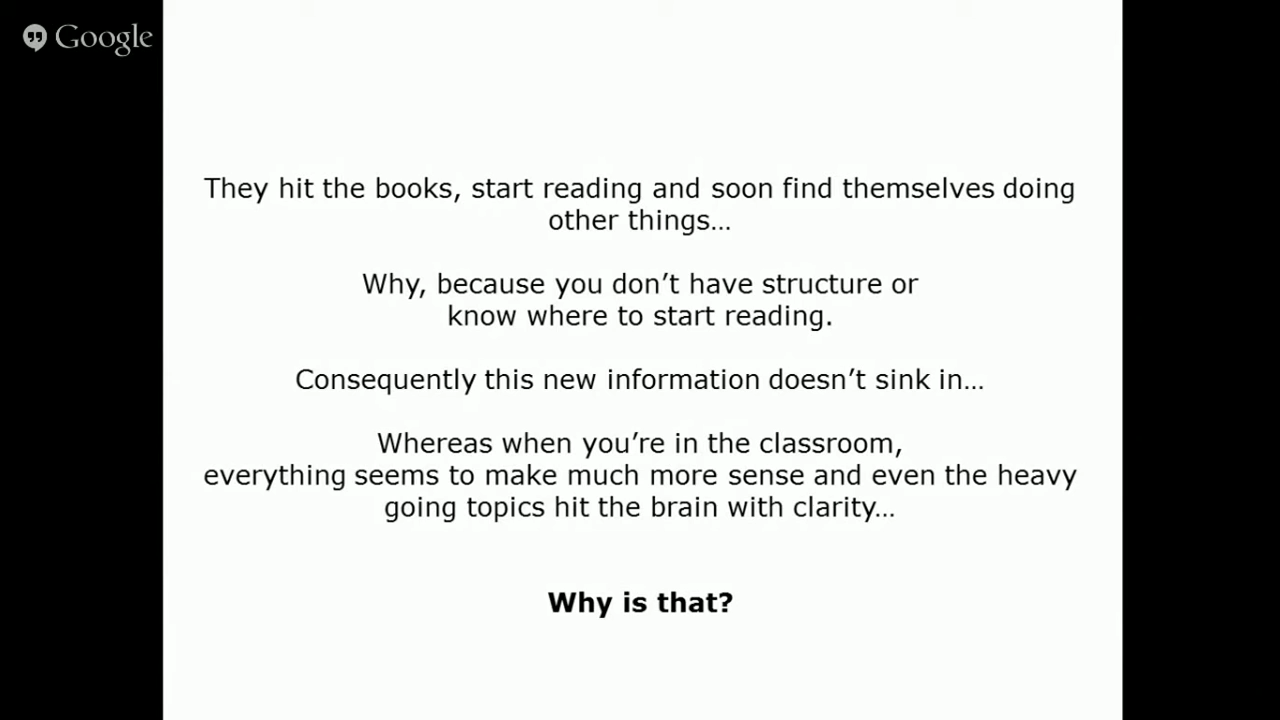 Google
They hit the books, start reading and soon find themselves doing
other things…
Why, because you don’t have structure or
know where to start reading.
Consequently this new information doesn’t sink in…
Whereas when you’re in the classroom,
everything seems to make much more sense and even the heavy
going topics hit the brain with clarity…
Why is that?